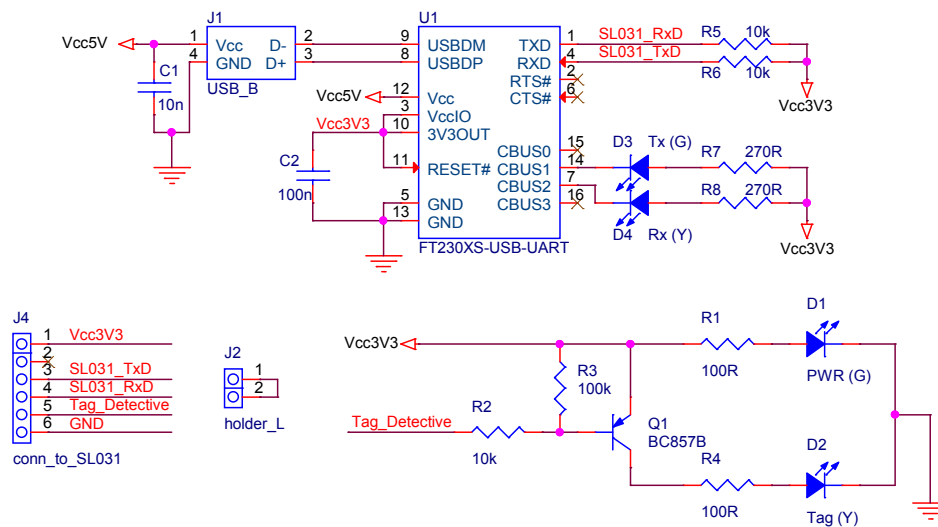 J1
Vcc5V
1
4
Vcc
GND
D-
D+
2
3
C1
10n
USB_B
U1
9
8
USBDM
USBDP
TXD
RXD
RTS#
CTS#
1
4
2
6
SL031_RxD
SL031_TxD
R5
10k
R6
10k
Vcc3V3
Vcc5V
12
3
10
Vcc
VccIO
3V3OUT
Vcc3V3
11
RESET#
C2
100n
5
13
GND
GND
CBUS0
CBUS1
CBUS2
CBUS3
15
14
7
16
FT230XS-USB-UART
D3
Tx (G)
R7
270R
R8
270R
D4
Rx (Y)
Vcc3V3
J4
1
2
3
4
5
6
Vcc3V3
SL031_TxD
SL031_RxD
Tag_Detective
GND
conn_to_SL031
J2
1
2
holder_L
Vcc3V3
R3
100k
Tag_Detective
R2
10k
Q1
BC857B
R1
100R
D1
PWR (G)
R4
100R
D2
Tag (Y)